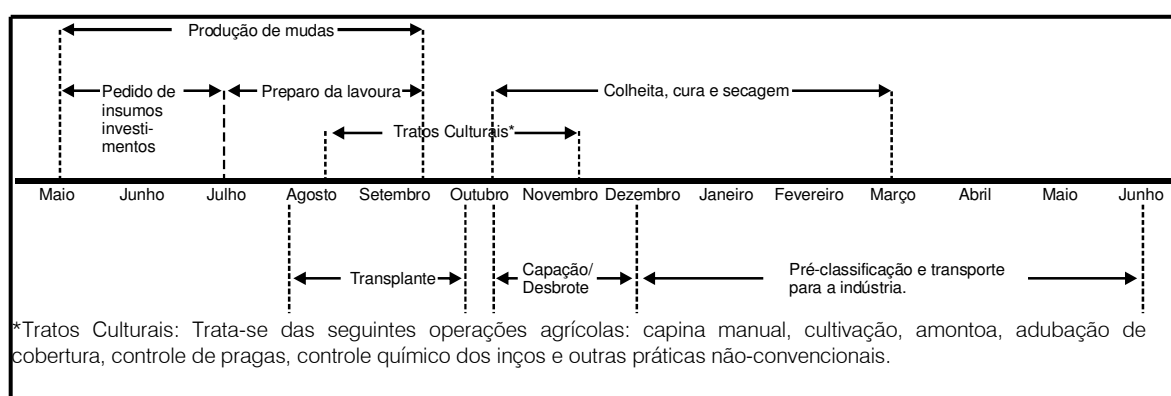 Produção de mudas
Pedido de
insumos
investi-
mentos
Preparo da lavoura
Colheita, cura e secagem
Tratos Culturais*
Maio Junho Julho Agosto Setembro Outubro Novembro Dezembro Janeiro Fevereiro Março Abril Maio Junho
Transplante
Capação/
Desbrote
Pré-classificação e transporte
para a indústria.
*Tratos Culturais: Trata-se das seguintes operações agrícolas: capina manual, cultivação, amontoa, adubação de
cobertura, controle de pragas, controle químico dos inços e outras práticas não-convencionais.